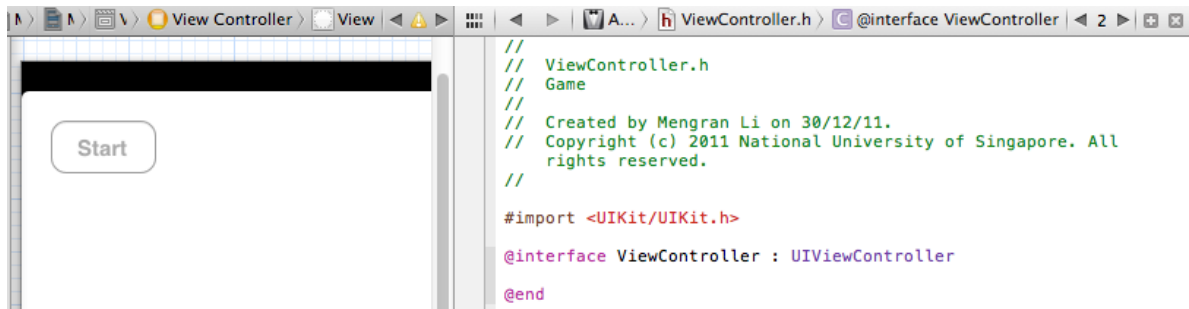 View Controller
View
A...
ViewController.h
@interface ViewController
2
Start
//
// ViewController.h
// Game
//
// Created by Mengran Li on 30/12/11.
// Copyright (c) 2011 National University of Singapore. All
rights reserved.
//
#import <UIKit/UIKit.h>
@interface ViewController : UIViewController
@end